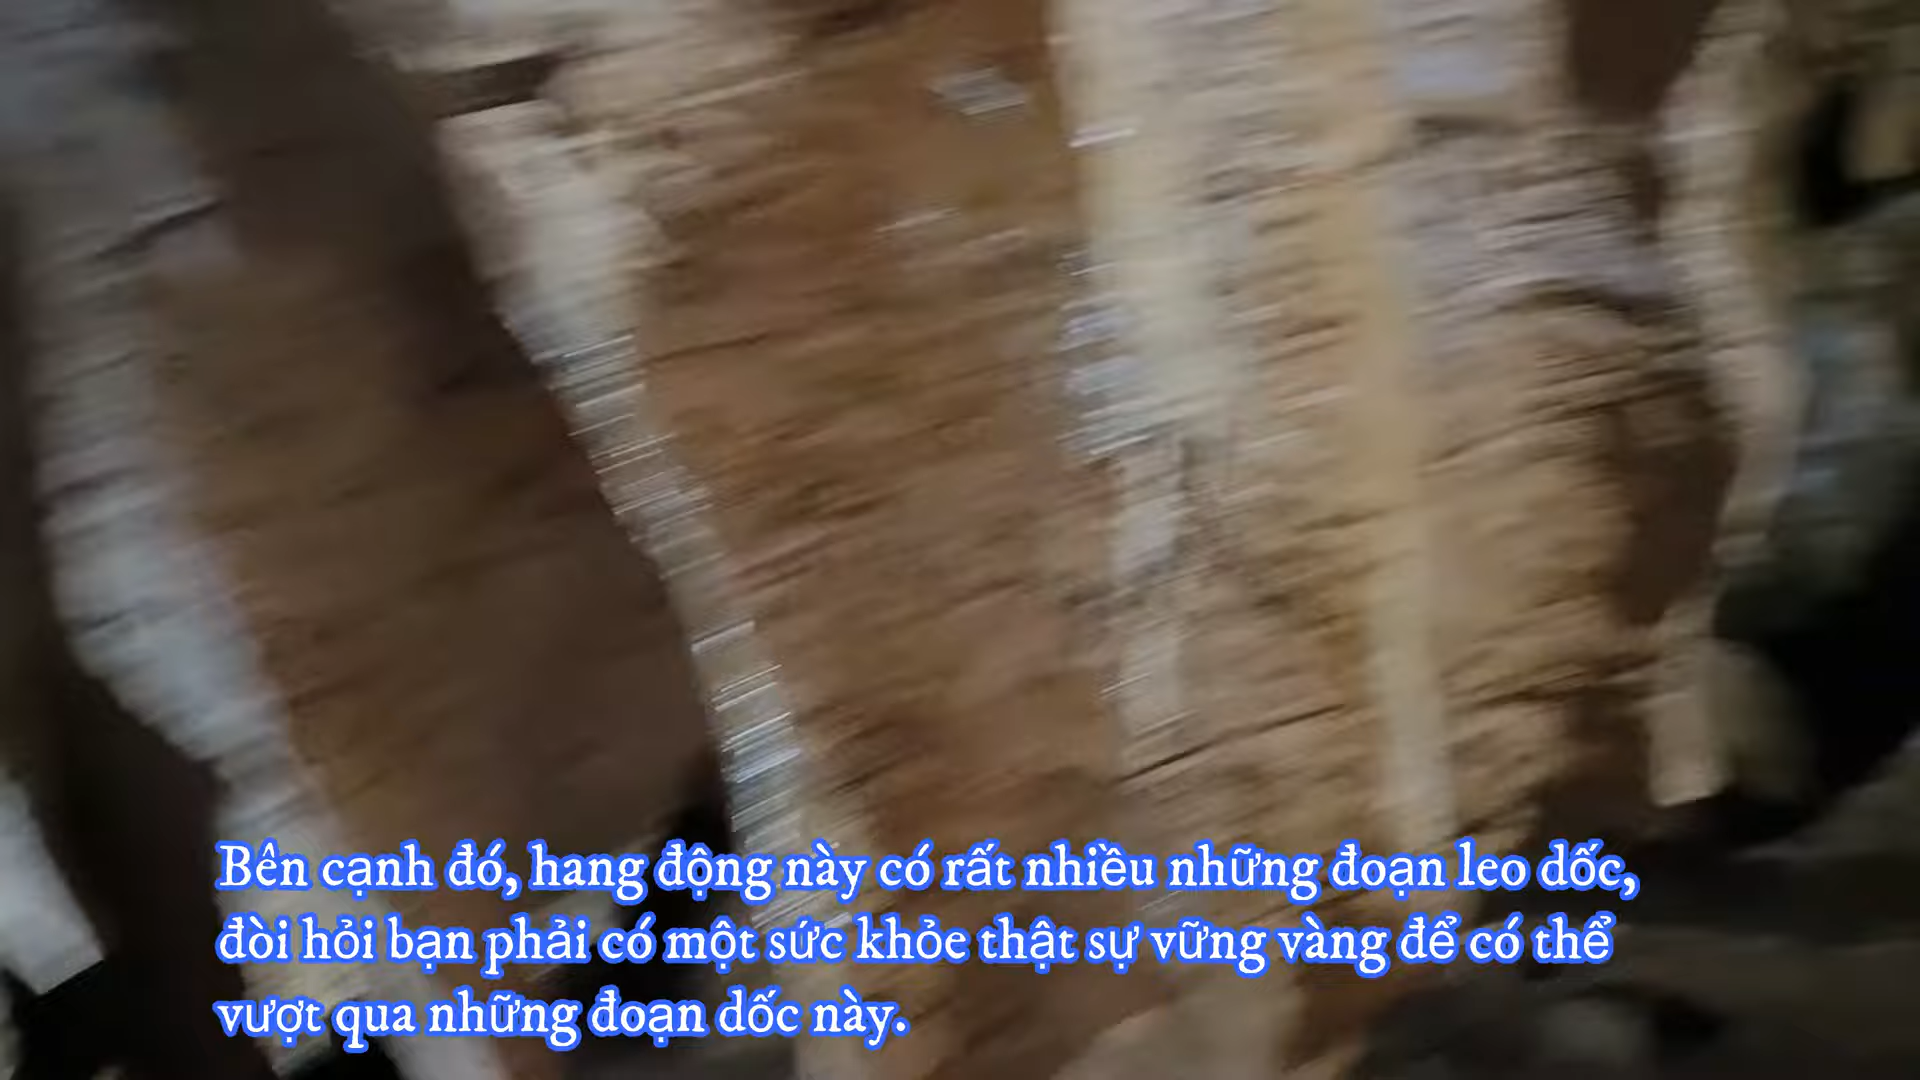 Bên cạnh đó, hang động này có rất nhiều những đoạn leo dốc,
đòi hỏi bạn phải có một sức khỏe thật sự vững vàng để có thể
vượt qua những đoạn dốc này.